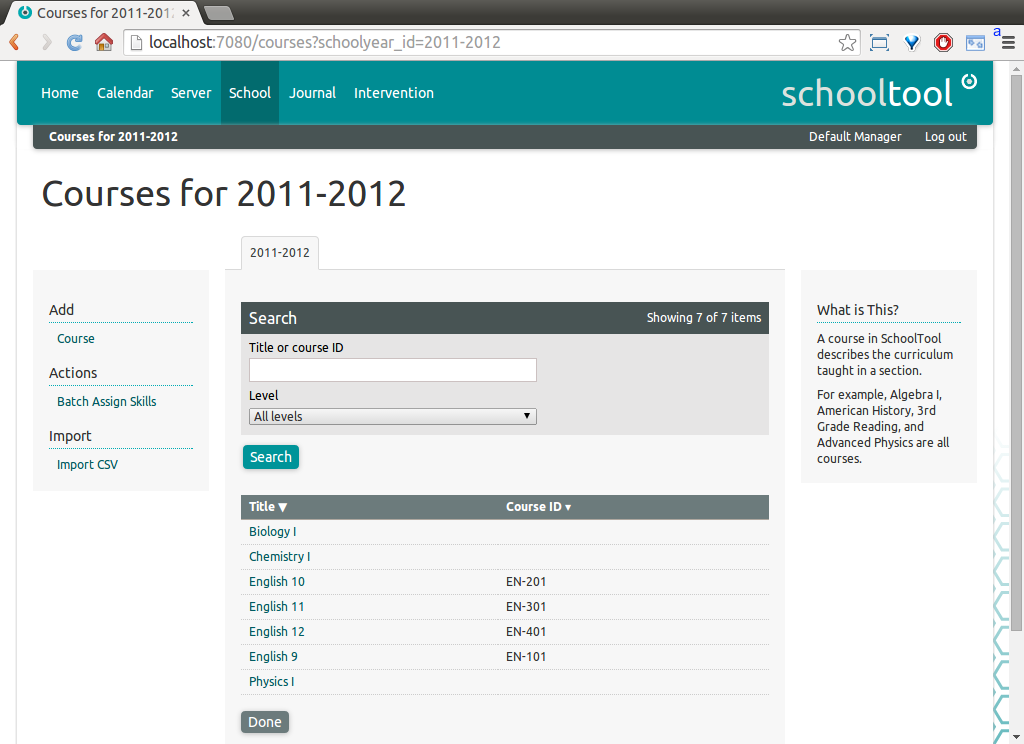 Courses for 2011-201
localhost:7080/courses?schoolyear_id=2011-2012
a
Home Calendar Server School Journal Intervention
schooltool
Courses for 2011-2012 Default Manager Log out
Courses for 2011-2012
2011-2012
Add
Course
Actions
Batch Assign Skills
Import
Import CSV
Search Showing 7 of 7 items
Title or course ID
Level
All levels
Search
Title Course ID
Biology I
Chemistry I
English 10 EN-201
English 11 EN-301
English 12 EN-401
English 9 EN-101
Physics I
Done
What is This?
A course in SchoolTool
describes the curriculum
taught in a section.
For example, Algebra I,
American History, 3rd
Grade Reading, and
Advanced Physics are all
courses.